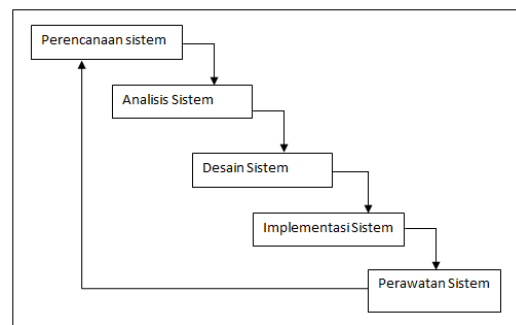 Perencanaan sistem
Analisis Sistem
Desain Sistem
Implementasi Sistem
Perawatan Sistem